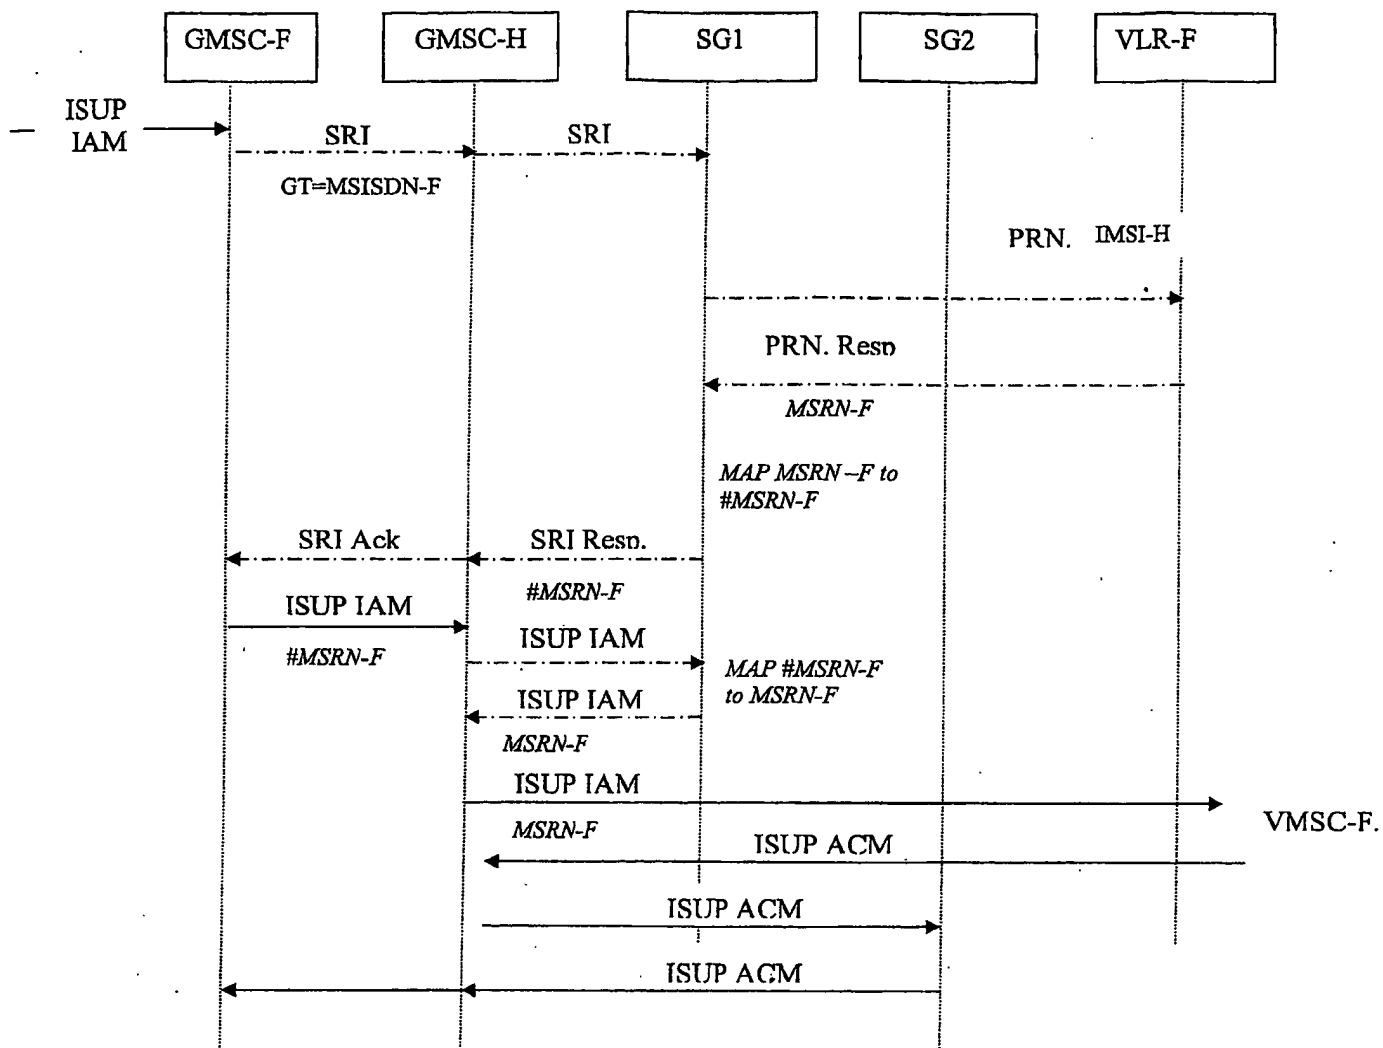 GMSC-F GMSC-H SG1 SG2 VLR-F
ISUP
IAM
SRI SRI
GT=MSISDN-F
PRN. IMSI-H
PRN. Resp
MSRN-F
MAP MSRN –F to
#MSRN-F
SRI Ack SRI Resp.
#MSRN-F
ISUP IAM
#MSRN-F
ISUP IAM
MAP #MSRN-F
to MSRN-F
ISUP IAM
MSRN-F
ISUP IAM
VMSC-F.
MSRN-F
ISUP ACM
ISUP ACM
ISUP ACM